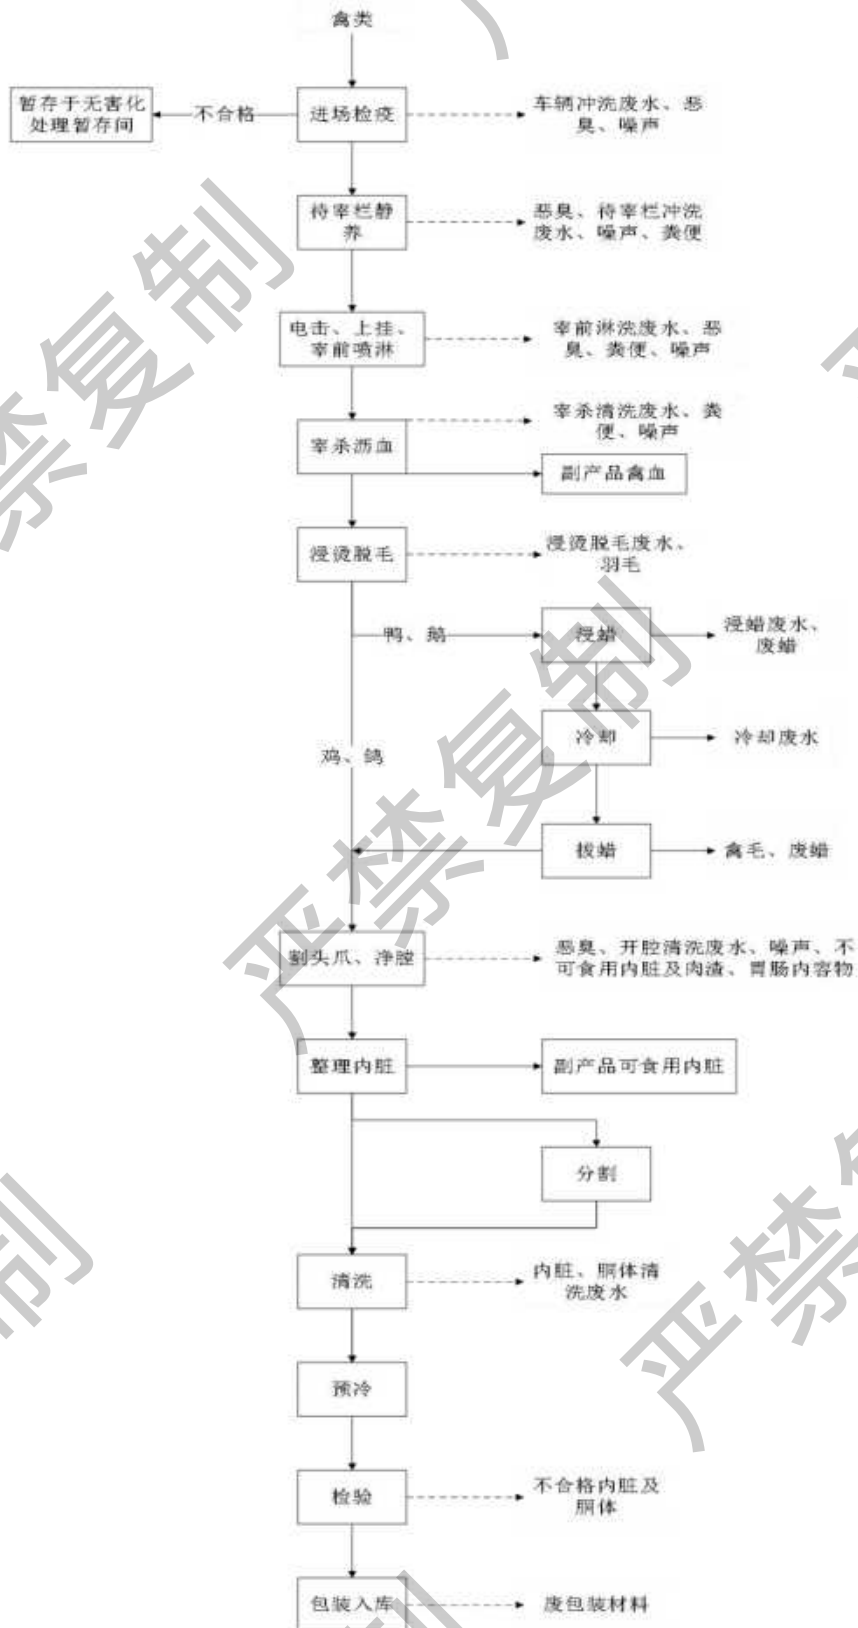 禽类
暂存于无害化
处理暂存间
不合格
进场检疫
车辆冲洗废水、恶
臭、噪声
待宰栏静
养
恶臭、待宰栏冲洗
废水、噪声、粪便
电击、上挂、
宰前喷淋
宰前淋洗废水、恶
臭、粪便、噪声
宰杀沥血
宰杀清洗废水、粪
便、噪声
副产品禽血
浸烫脱毛
浸烫脱毛废水、
羽毛
鸭、鹅
浸蜡
浸蜡废水、
废蜡
冷却
冷却废水
鸡、鸽
拔蜡
禽毛、废蜡
割头爪、净膛
恶臭、开腔清洗废水、噪声、不
可食用内脏及肉渣、胃肠内容物
整理内脏
副产品可食用内脏
分割
清洗
内脏、胴体清
洗废水
预冷
检验
不合格内脏及
胴体
包装入库
废包装材料
严禁复制
严禁复制
严禁
制
禁复制
制